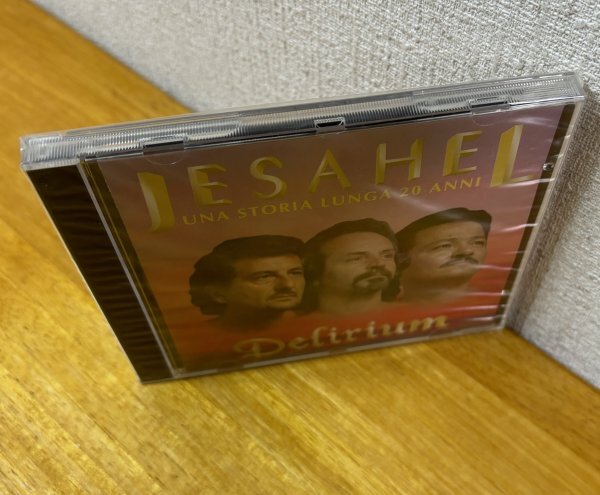 JESAHEL
UNA STORIA LUNGA 20 ANNI
Delirium